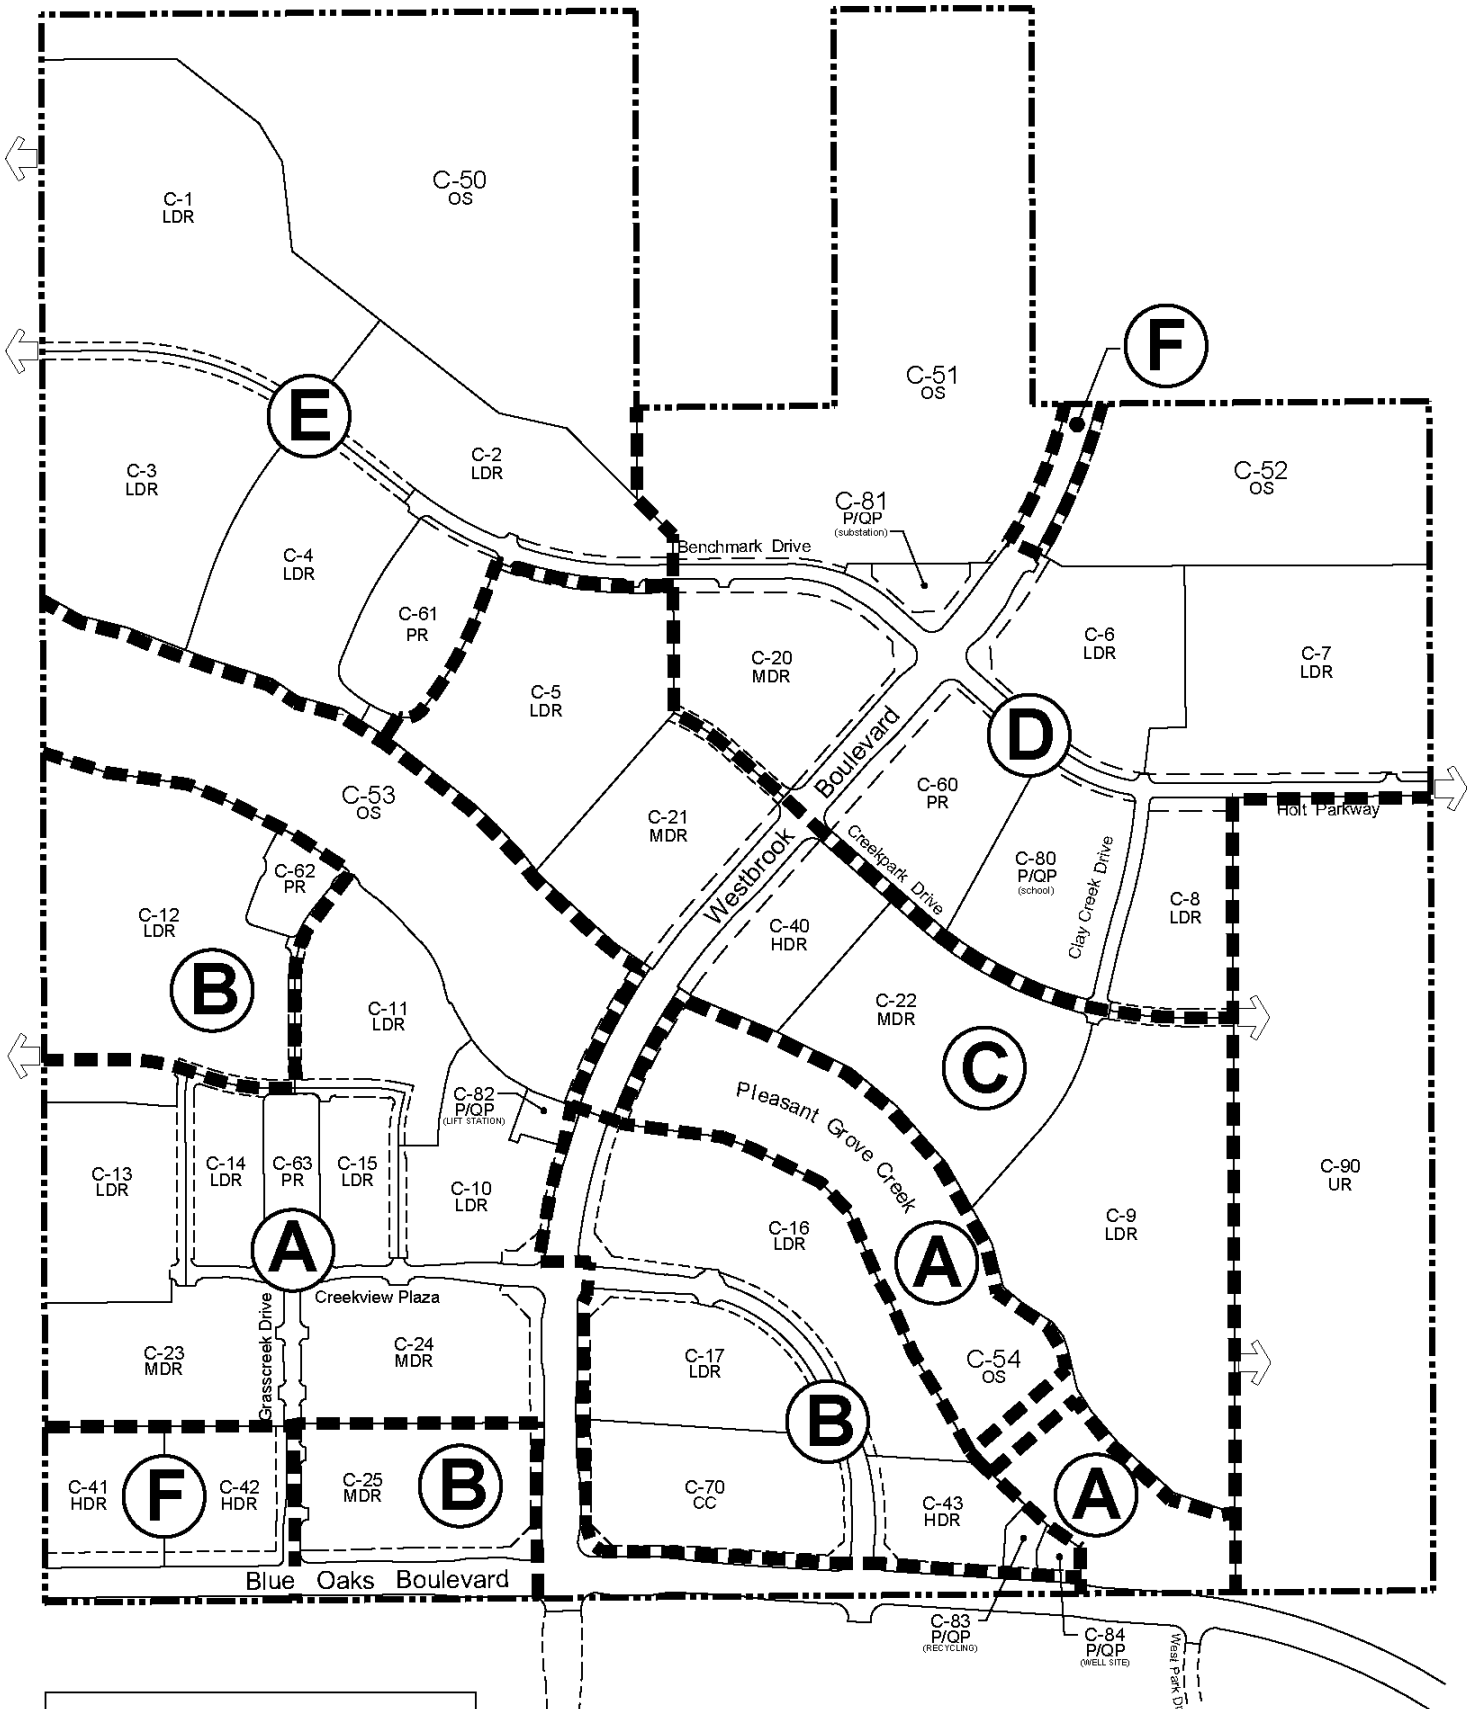 C-1
LDR
C-50
OS
F
C-51
OS
E
C-3
LDR
C-2
LDR
C-52
OS
C-81
P/QP
(substation)
Benchmark Drive
C-4
LDR
C-61
PR
C-20
MDR
C-6
LDR
C-7
LDR
C-5
LDR
D
Westbrook Boulevard
C-53
OS
C-21
MDR
C-60
PR
Creekpark Drive
Holt Parkway
C-80
P/QP
(school)
Clay Creek Drive
C-62
PR
C-12
LDR
C-8
LDR
C-40
HDR
B
C-11
LDR
C-22
MDR
C
C-82
P/QP
(LIFT STATION)
Pleasant Grove Creek
C-13
LDR
C-14
LDR
C-63
PR
C-15
LDR
C-10
LDR
C-16
LDR
C-9
LDR
C-90
UR
A
A
Creekview Plaza
Grasscreek Drive
C-23
MDR
C-24
MDR
C-17
LDR
C-54
OS
B
C-41
HDR
F
C-42
HDR
C-25
MDR
B
C-70
CC
C-43
HDR
A
Blue Oaks Boulevard
C-83
P/QP
(RECYCLING)
C-84
P/QP
(WELL SITE)
West Park Dr